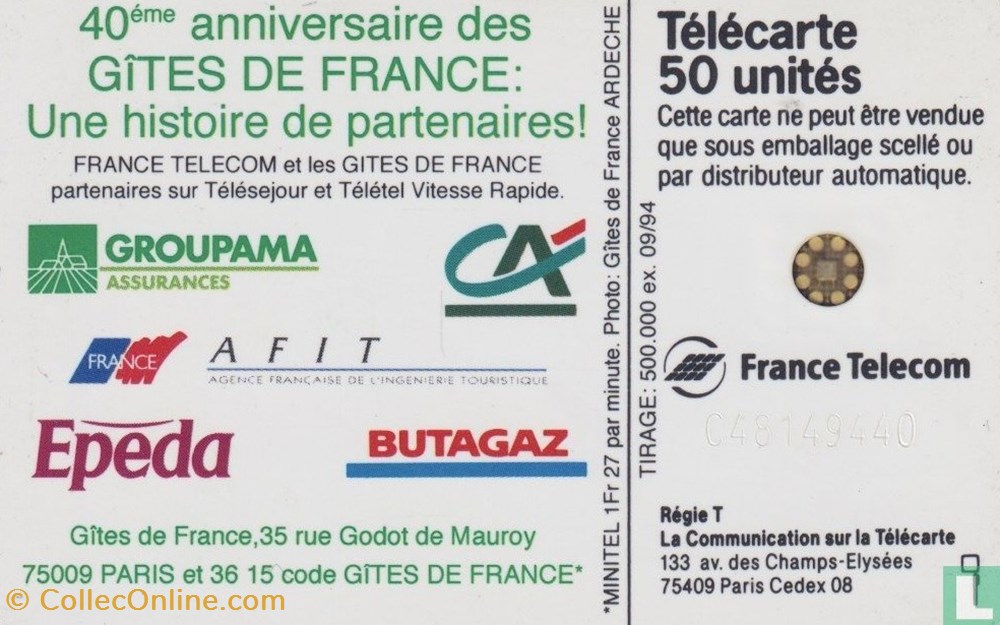 40éme anniversaire des
GîTES DE FRANCE:
Une histoire de partenaires!
FRANCE TELECOM et les GITES DE FRANCE
partenaires sur Télésejour et Télétel Vitesse Rapide.
GROUPAMA
ASSURANCES
CA
FRANCE
AFIT
AGENCE FRANÇAISE DE L'INGENIERIE TOURISTIQUE
Epéda
BUTAGAZ
Gîtes de France,35 rue Godot de Mauroy
75009 PARIS et 36 15 code GîTES DE FRANCE*
*MINITEL 1Fr 27 par minute. Photo: Gîtes de France ARDECHE
TIRAGE: 500.000 ex. 09/94
Télécarte
50 unités
Cette carte ne peut être vendue
que sous emballage scellé ou
par distributeur automatique.
France Telecom
C48149440
Régie T
La Communication sur la Télécarte
133 av. des Champs-Elysées
75409 Paris Cedex 08
© CollecOnline.com
L